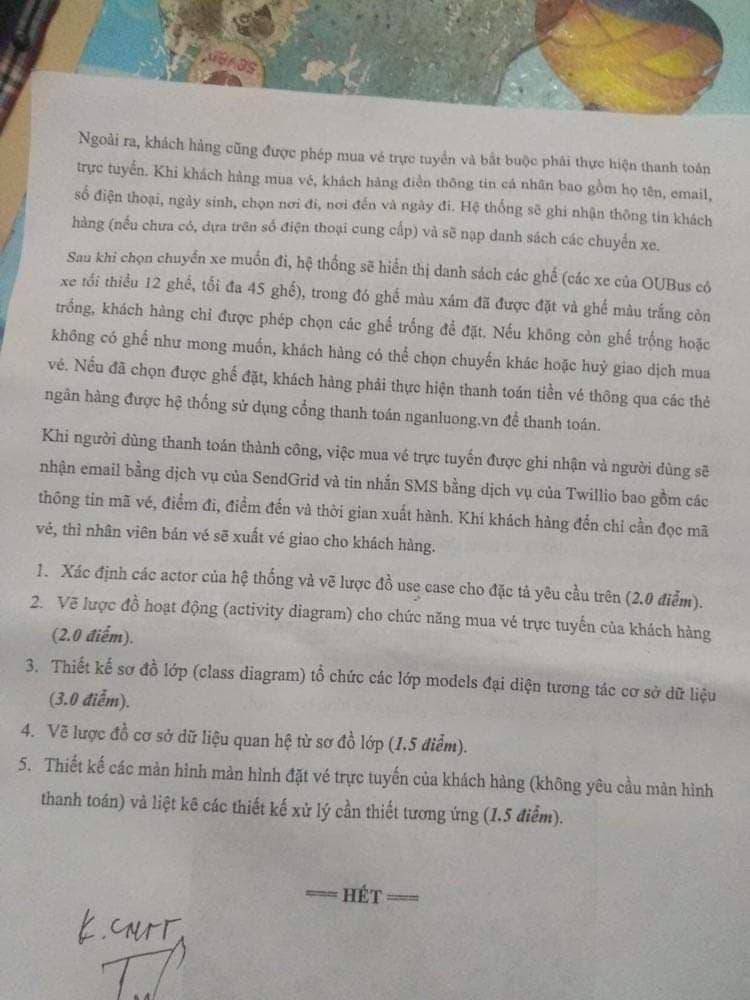 seven
Ngoài ra, khách hàng cũng được phép mua vé trực tuyến và bắt buộc phải thực hiện thanh toán
trực tuyến. Khi khách hàng mua vé, khách hàng điền thông tin cá nhân bao gồm họ tên, email,
số điện thoại, ngày sinh, chọn nơi đi, nơi đến và ngày đi. Hệ thống sẽ ghi nhận thông tin khách
hàng (nếu chưa có, dựa trên số điện thoại cung cấp) và sẽ nạp danh sách các chuyến xe.
Sau khi chọn chuyến xe muốn đi, hệ thống sẽ hiển thị danh sách các ghế (các xe của OUBus có
xe tối thiểu 12 ghế, tối đa 45 ghế), trong đó ghế màu xám đã được đặt và ghế màu trắng còn
trống, khách hàng chỉ được phép chọn các ghế trống để đặt. Nếu không còn ghế trống hoặc
không có ghế như mong muốn, khách hàng có thể chọn chuyến khác hoặc huỷ giao dịch mua
vé. Nếu đã chọn được ghế đặt, khách hàng phải thực hiện thanh toán tiền vé thông qua các thẻ
ngân hàng được hệ thống sử dụng cổng thanh toán nganluong.vn để thanh toán.
Khi người dùng thanh toán thành công, việc mua vé trực tuyến được ghi nhận và người dùng sẽ
nhận email bằng dịch vụ của SendGrid và tin nhắn SMS bằng dịch vụ của Twillio bao gồm các
thông tin mã vé, điểm đi, điểm đến và thời gian xuất hành. Khi khách hàng đến chỉ cần đọc mã
vé, thì nhân viên bán vé sẽ xuất vé giao cho khách hàng.
1. Xác định các actor của hệ thống và vẽ lược đồ use case cho đặc tả yêu cầu trên (2.0 điểm).
2. Vẽ lược đồ hoạt động (activity diagram) cho chức năng mua vé trực tuyến của khách hàng
(2.0 điểm).
3. Thiết kế sơ đồ lớp (class diagram) tổ chức các lớp models đại diện tương tác cơ sở dữ liệu
(3.0 điểm).
4. Vẽ lược đồ cơ sở dữ liệu quan hệ từ sơ đồ lớp (1.5 điểm).
5. Thiết kế các màn hình màn hình đặt vé trực tuyến của khách hàng (không yêu cầu màn hình
thanh toán) và liệt kê các thiết kế xử lý cần thiết tương ứng (1.5 điểm).
=== HẾT ===
K. CNTT